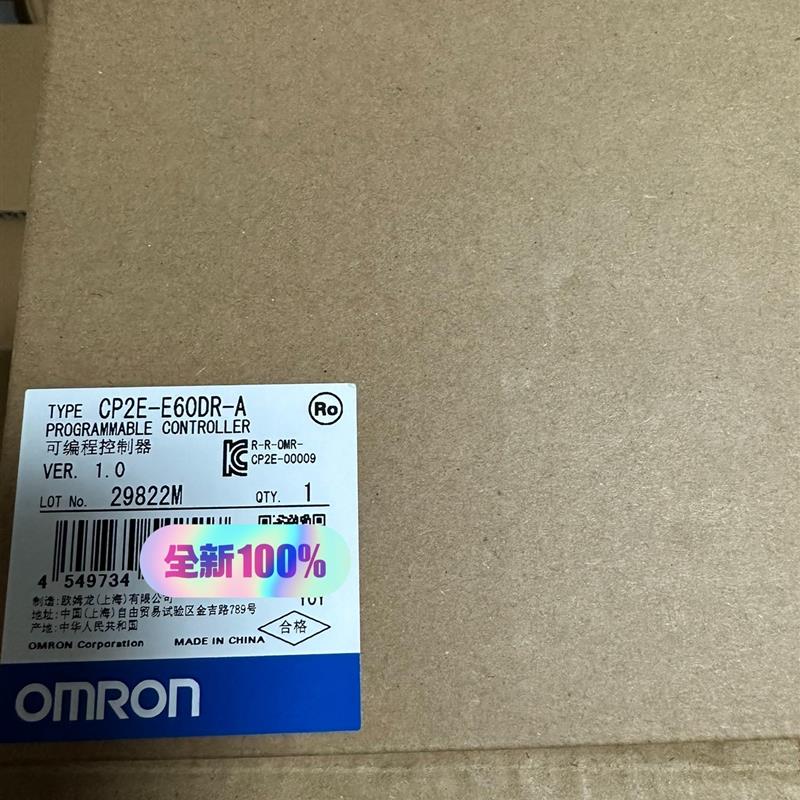 TYPE CP2E-E60DR-A
Ro
PROGRAMMABLE CONTROLLER
可编程控制器
R-R-OMR-
CP2E-00009
VER. 1.0
LOT No. 29822M QTY. 1
全新100%
4 549734
制造:欧姆龙(上海)有限公司
YUY
地址:中国(上海)自由贸易试验区金吉路789号
产地:中华人民共和国
合格
OMRON Corporation MADE IN CHINA
OMRON